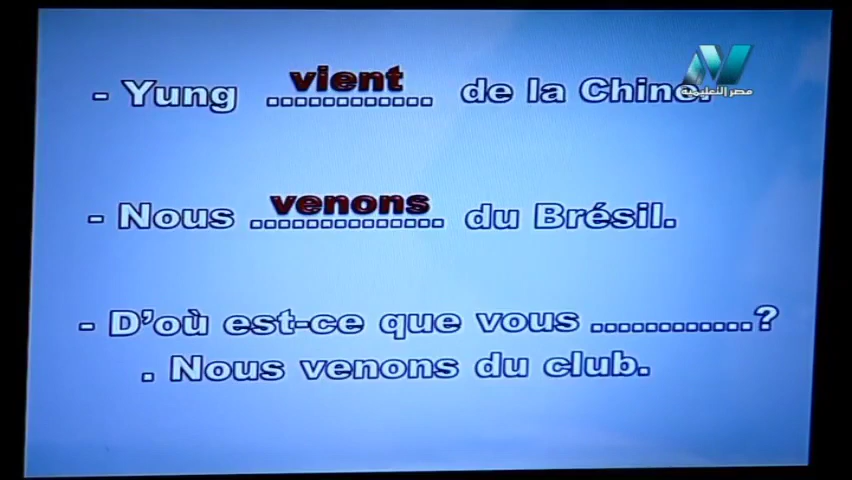 - Yung ............ de la Chine.
vient
- Nous .............. du Brésil.
venons
- D'où est-ce que vous ............?
. Nous venons du club.
مصر التعليمية